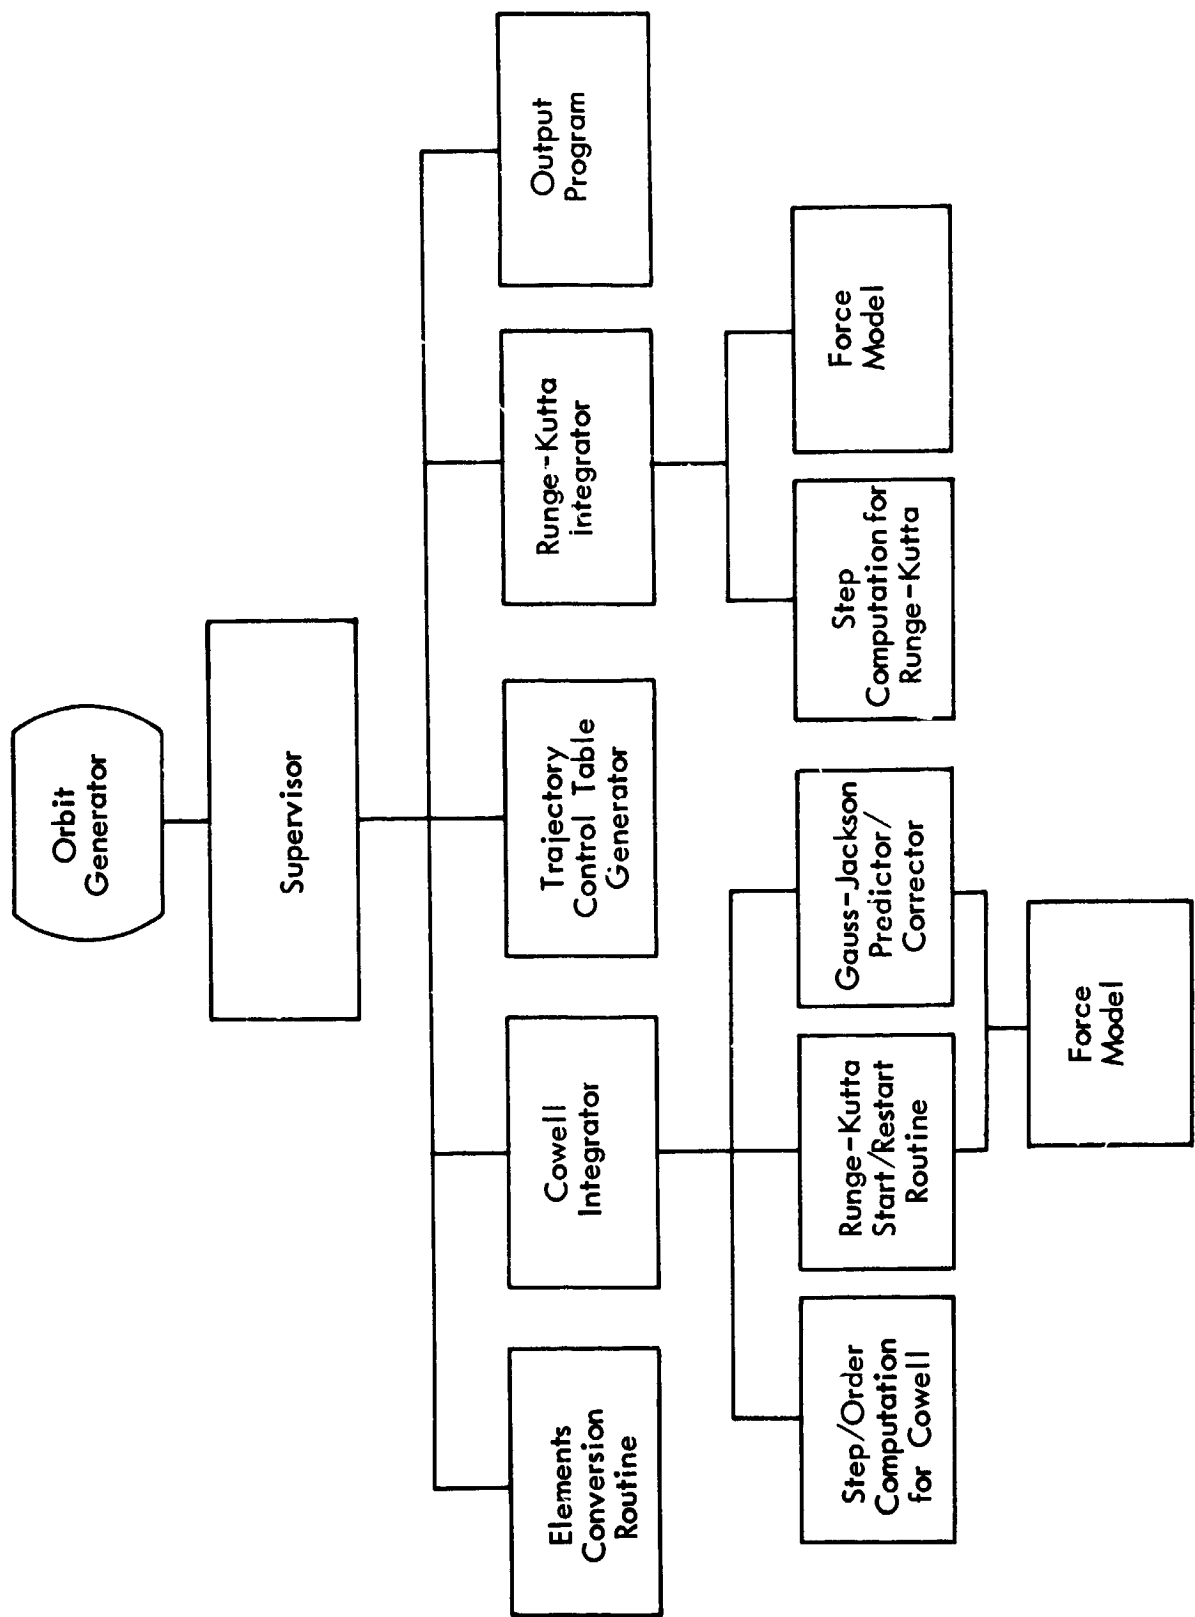 Orbit
Generator
Supervisor
Elements
Conversion
Routine
Cowell
Integrator
Trajectory
Control Table
Generator
Runge-Kutta
integrator
Output
Program
Step/Order
Computation
for Cowell
Runge-Kutta
Start/Restart
Routine
Gauss-Jackson
Predictor/
Corrector
Step
Computation for
Runge-Kutta
Force
Model
Force
Model